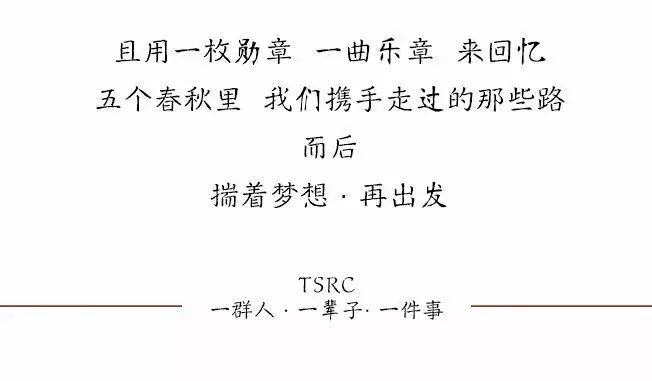 且用一枚勋章 一曲乐章 来回忆
五个春秋里 我们携手走过的那些路
而后
揣着梦想·再出发
TSRC
一群人·一辈子·一件事